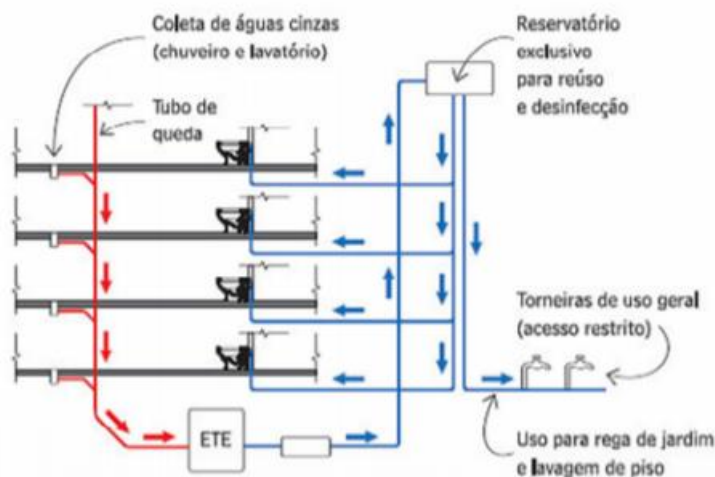 Coleta de águas cinzas
(chuveiro e lavatório)
Tubo de
queda
Reservatório
exclusivo
para reúso
e desinfecção
Torneiras de uso geral
(acesso restrito)
ETE
Uso para rega de jardim
e lavagem de piso